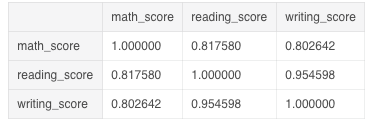 math_score reading_score writing_score
math_score 1.000000 0.817580 0.802642
reading_score 0.817580 1.000000 0.954598
writing_score 0.802642 0.954598 1.000000